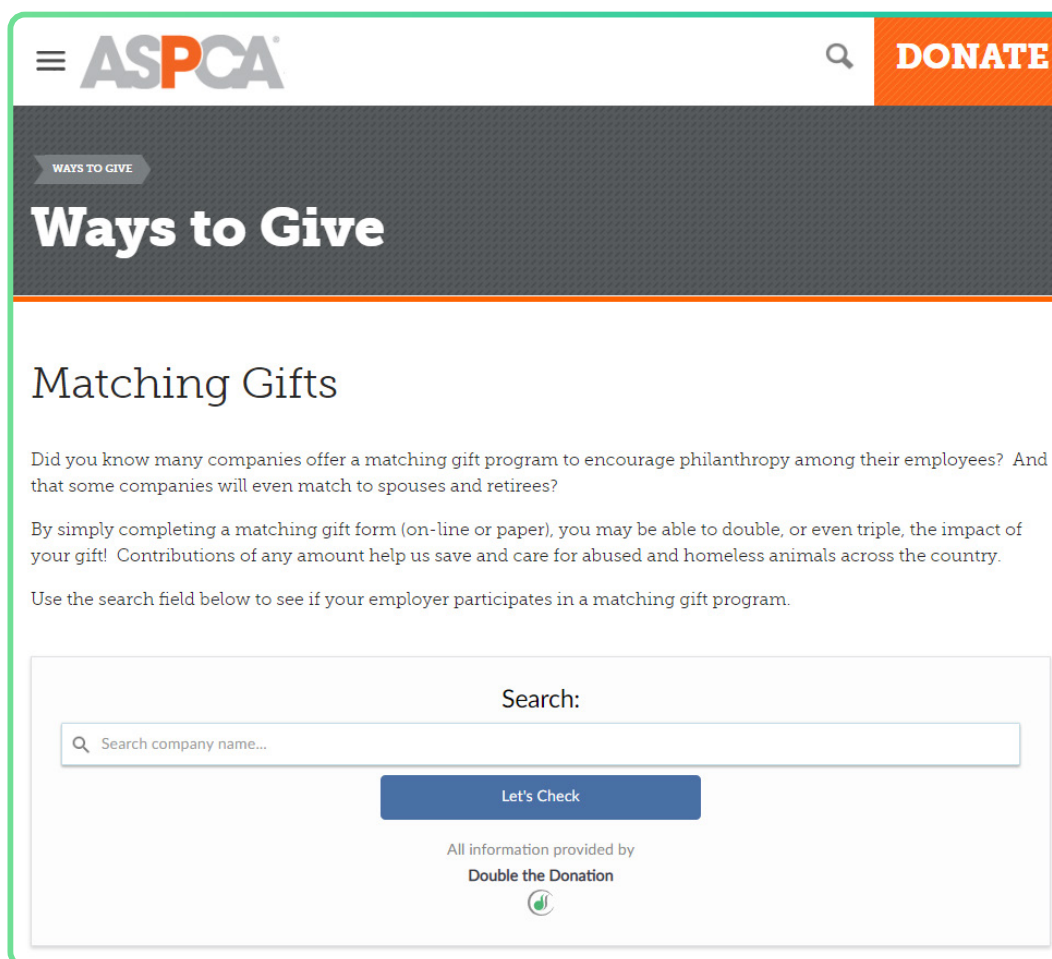 ASPCA
DONATE
WAYS TO GIVE
Ways to Give
Matching Gifts
Did you know many companies offer a matching gift program to encourage philanthropy among their employees?  And
that some companies will even match to spouses and retirees?
By simply completing a matching gift form (on-line or paper), you may be able to double, or even triple, the impact of
your gift!  Contributions of any amount help us save and care for abused and homeless animals across the country.
Use the search field below to see if your employer participates in a matching gift program.
Search:
Search company name...
Let's Check
All information provided by
Double the Donation